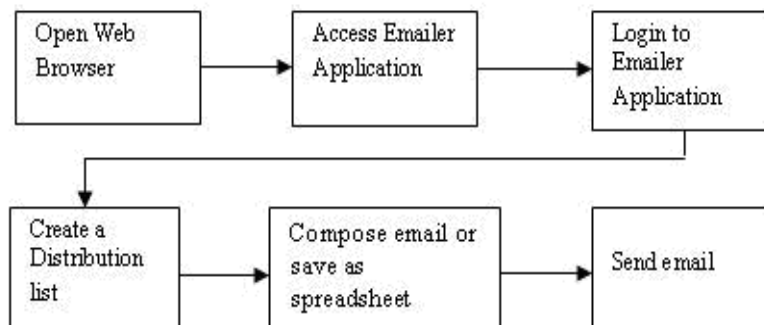 Open Web
Browser
Access Emailer
Application
Login to
Emailer
Application
Create a
Distribution
list
Compose email or
save as
spreadsheet
Send email